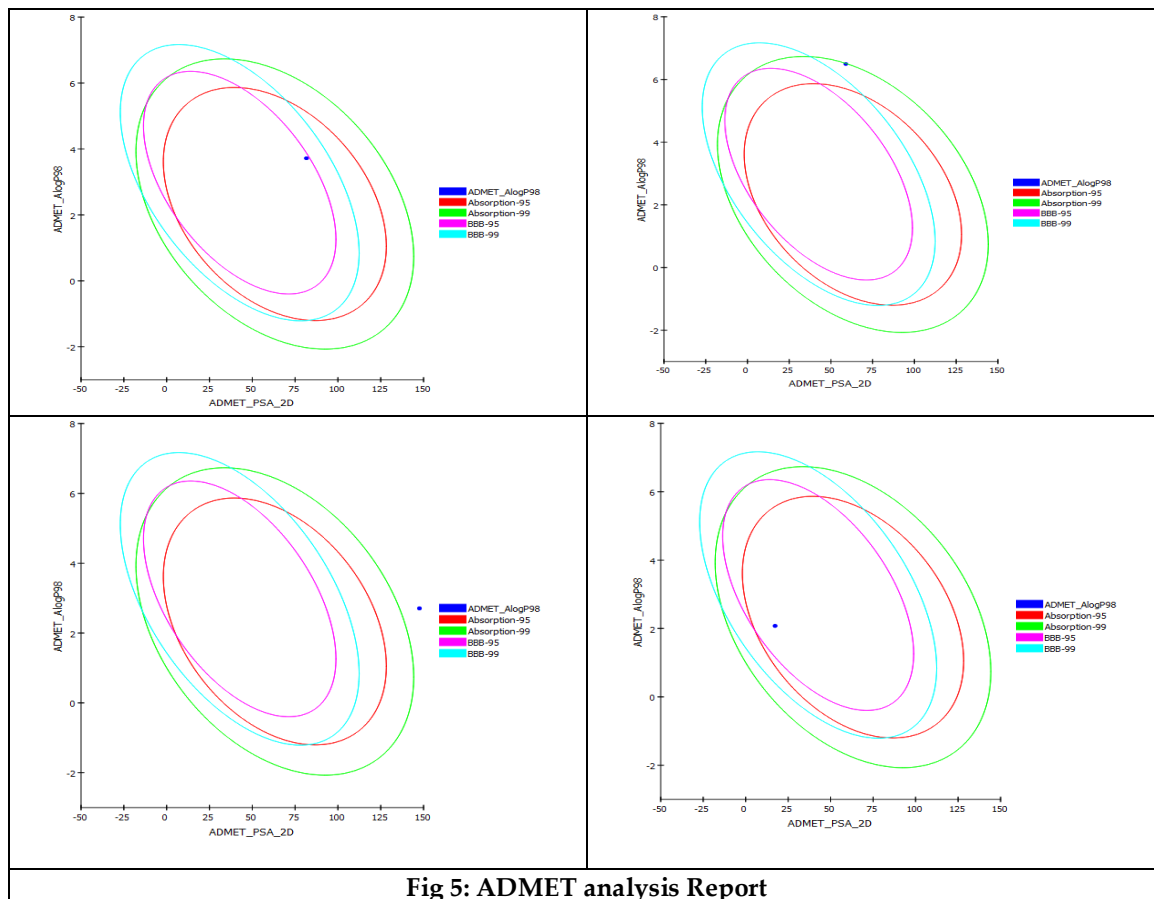 8
6
4
2
0
-2
ADMET_AlogP98
-50 -25 0 25 50 75 100 125 150
ADMET_PSA_2D
ADMET_AlogP98
Absorption-95
Absorption-99
BBB-95
BBB-99
8
6
4
2
0
-2
ADMET_AlogP98
-50 -25 0 25 50 75 100 125 150
ADMET_PSA_2D
ADMET_AlogP98
Absorption-95
Absorption-99
BBB-95
BBB-99
8
6
4
2
0
-2
ADMET_AlogP98
-50 -25 0 25 50 75 100 125 150
ADMET_PSA_2D
ADMET_AlogP98
Absorption-95
Absorption-99
BBB-95
BBB-99
8
6
4
2
0
-2
ADMET_AlogP98
-50 -25 0 25 50 75 100 125 150
ADMET_PSA_2D
ADMET_AlogP98
Absorption-95
Absorption-99
BBB-95
BBB-99
Fig 5: ADMET analysis Report